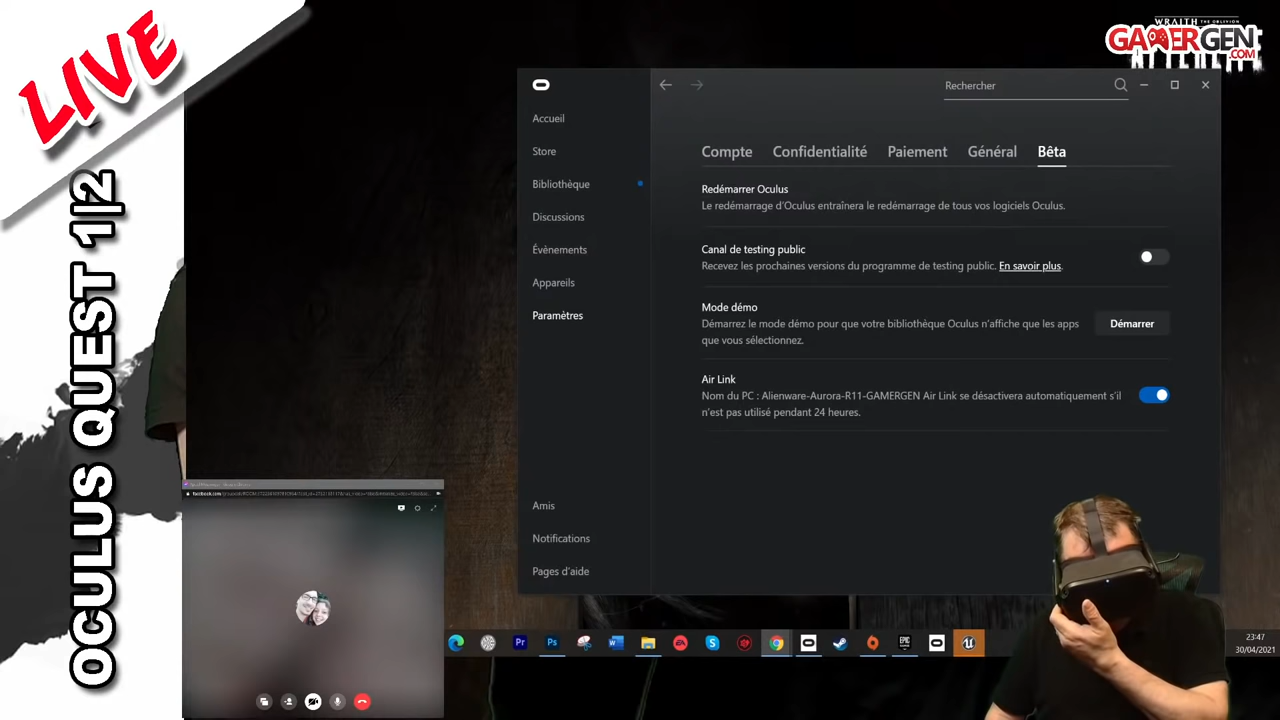 LIVE
OCULUS QUEST 1|2
WRAITH THE OBLIVION
GAMERGEN
.COM
AFTERLIFE
Rechercher
Accueil
Store
Bibliothèque
Discussions
Évènements
Appareils
Paramètres
Amis
Notifications
Pages d'aide
Compte Confidentialité Paiement Général Bêta
Redémarrer Oculus
Le redémarrage d'Oculus entraînera le redémarrage de tous vos logiciels Oculus.
Canal de testing public
Recevez les prochaines versions du programme de testing public. En savoir plus.
Mode démo
Démarrez le mode démo pour que votre bibliothèque Oculus n'affiche que les apps
que vous sélectionnez.
Démarrer
Air Link
Nom du PC : Alienware-Aurora-R11-GAMERGEN Air Link se désactivera automatiquement s'il
n'est pas utilisé pendant 24 heures.
Pr
Ps
W
EA
S
EPIC
23:47
30/04/2021